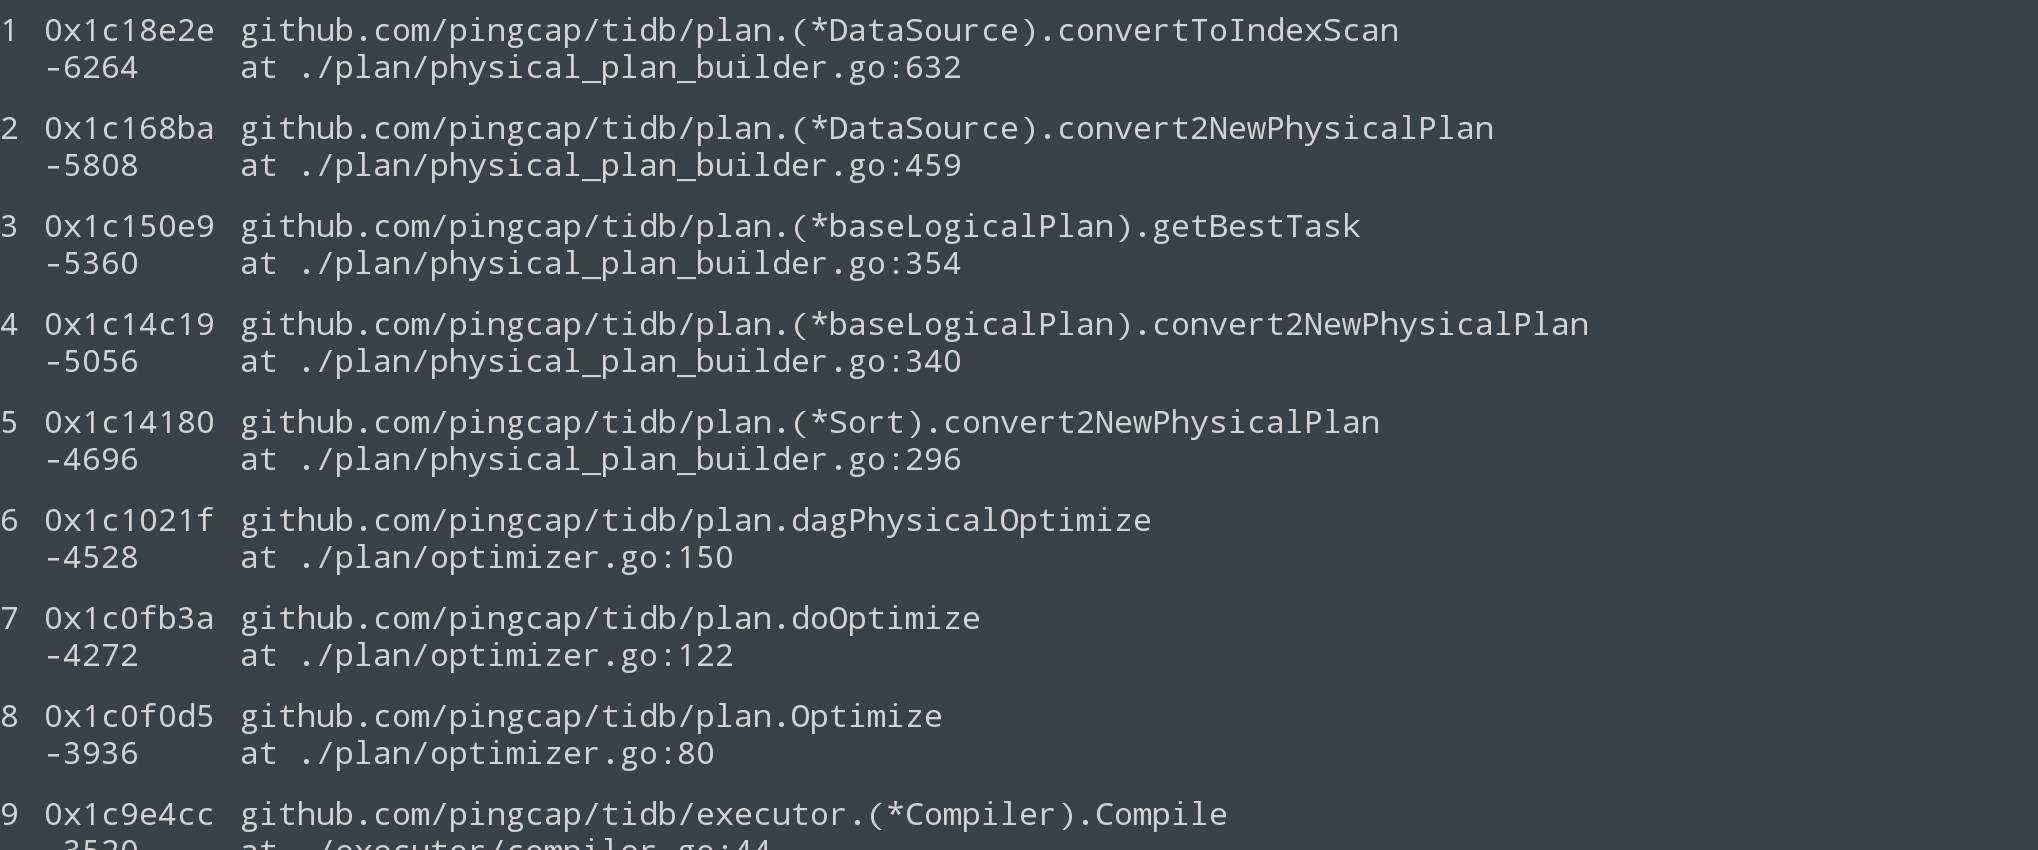 1 0x1c18e2e github.com/pingcap/tidb/plan.(*DataSource).convertToIndexScan
-6264 at ./plan/physical_plan_builder.go:632
2 0x1c168ba github.com/pingcap/tidb/plan.(*DataSource).convert2NewPhysicalPlan
-5808 at ./plan/physical_plan_builder.go:459
3 0x1c150e9 github.com/pingcap/tidb/plan.(*baseLogicalPlan).getBestTask
-5360 at ./plan/physical_plan_builder.go:354
4 0x1c14c19 github.com/pingcap/tidb/plan.(*baseLogicalPlan).convert2NewPhysicalPlan
-5056 at ./plan/physical_plan_builder.go:340
5 0x1c14180 github.com/pingcap/tidb/plan.(*Sort).convert2NewPhysicalPlan
-4696 at ./plan/physical_plan_builder.go:296
6 0x1c1021f github.com/pingcap/tidb/plan.dagPhysicalOptimize
-4528 at ./plan/optimizer.go:150
7 0x1c0fb3a github.com/pingcap/tidb/plan.doOptimize
-4272 at ./plan/optimizer.go:122
8 0x1c0f0d5 github.com/pingcap/tidb/plan.Optimize
-3936 at ./plan/optimizer.go:80
9 0x1c9e4cc github.com/pingcap/tidb/executor.(*Compiler).Compile
at ./executor/compiler.go:44